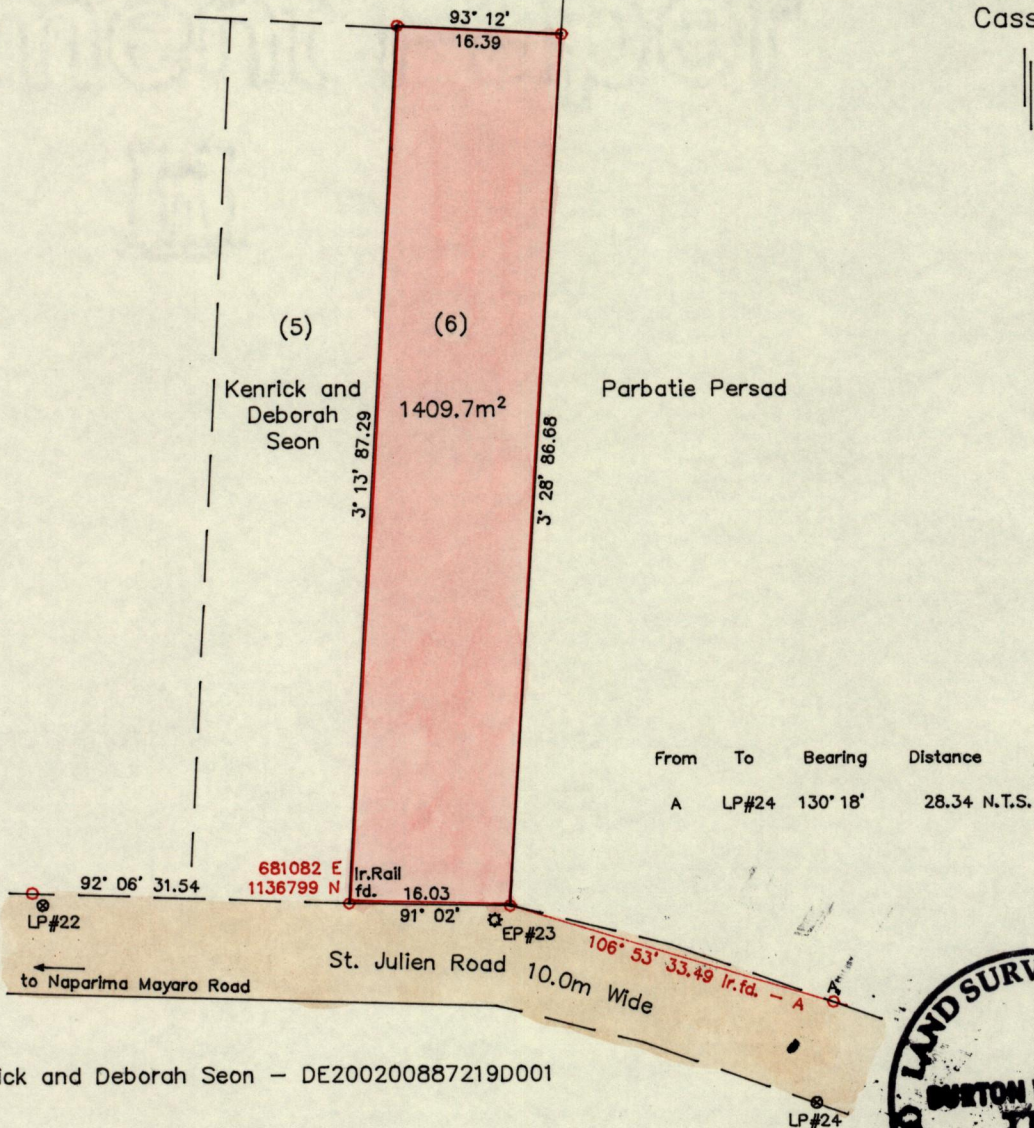 93° 12'
16.39
(5)
(6)
Kenrick and
Deborah
Seon
1409.7m²
Parbatie Persad
3° 13' 87.29
3° 28' 86.68
From To Bearing Distance
A LP#24 130° 18' 28.34 N.T.S.
681082 E
1136799 N
Ir.Rail
fd.
92° 06' 31.54
16.03
91° 02'
LP#22
EP#23
St. Julien Road
10.0m Wide
106° 53' 33.49 Ir.fd. – A
A
to Naparima Mayaro Road
ick and Deborah Seon – DE200200887219D001
LP#24
LAND SURV
BURTON
Cass